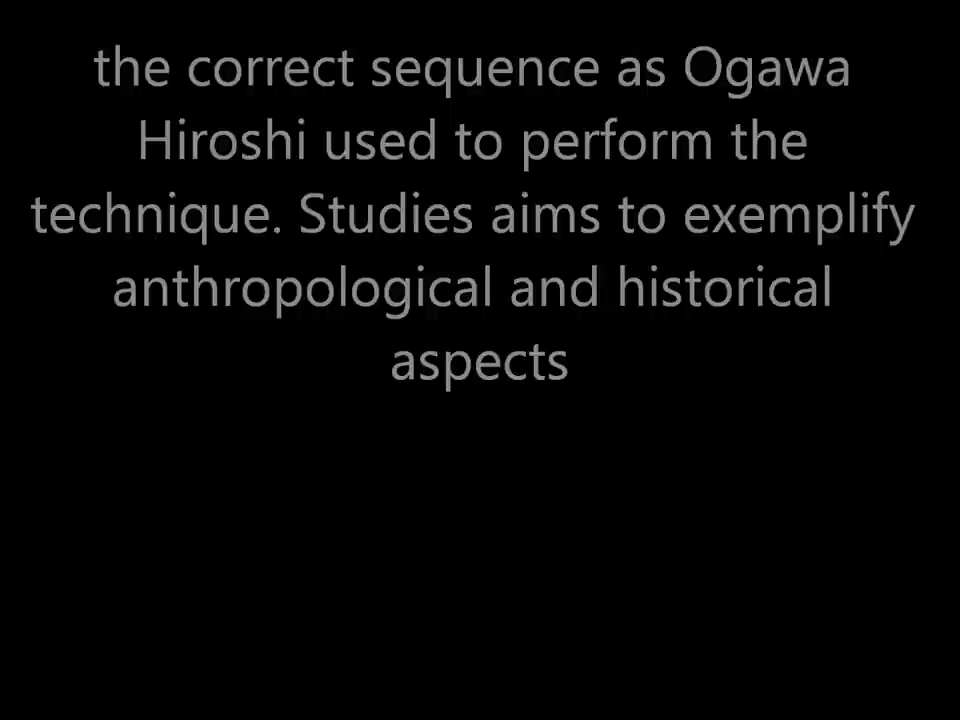 the correct sequence as Ogawa
Hiroshi used to perform the
technique. Studies aims to exemplify
anthropological and historical
aspects